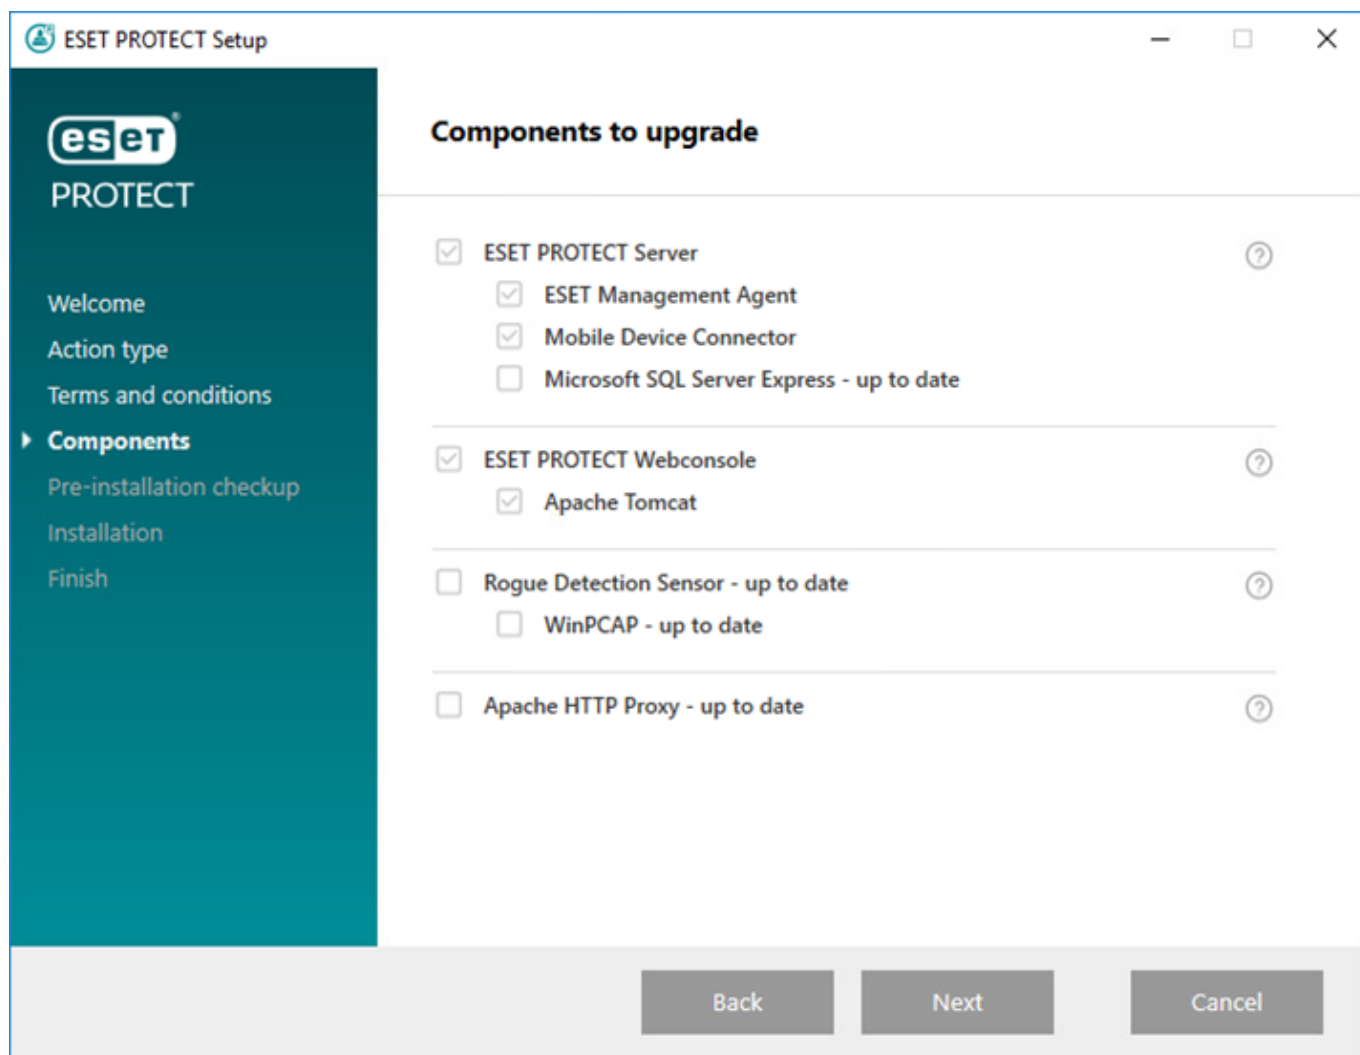 ESET PROTECT Setup
eseT®
PROTECT
Welcome
Action type
Terms and conditions
Components
Pre-installation checkup
Installation
Finish
Components to upgrade
ESET PROTECT Server
ESET Management Agent
Mobile Device Connector
Microsoft SQL Server Express - up to date
ESET PROTECT Webconsole
Apache Tomcat
Rogue Detection Sensor - up to date
WinPCAP - up to date
Apache HTTP Proxy - up to date
Back
Next
Cancel